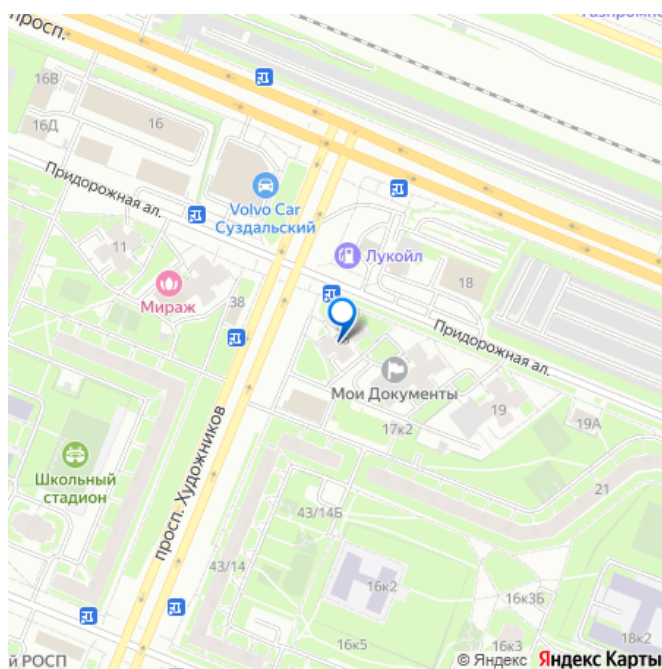 просп.
16В
16Д
16
Придорожная ал.
Volvo Car
Суздальский
11
Лукойл
18
Мираж
38
Придорожная ал.
Мои Документы
19
19А
17к2
просп. Художников
Школьный
стадион
21
43/14Б
43/14
16к2
16к3Б
18к2
16к5
16к3
й РОСП
© Яндекс Яндекс Карты